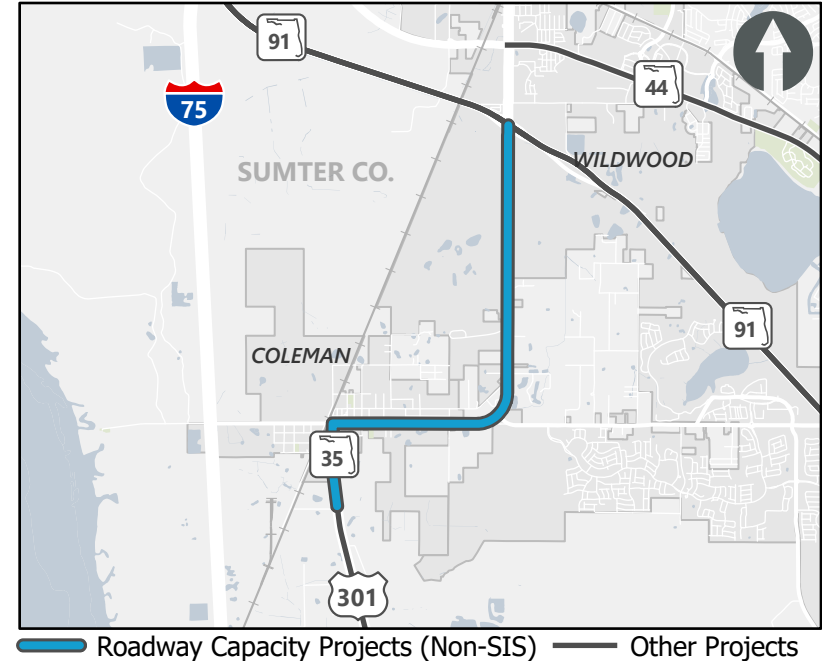 91
44
75
SUMTER CO.
WILDWOOD
91
COLEMAN
35
301
Roadway Capacity Projects (Non-SIS)
Other Projects